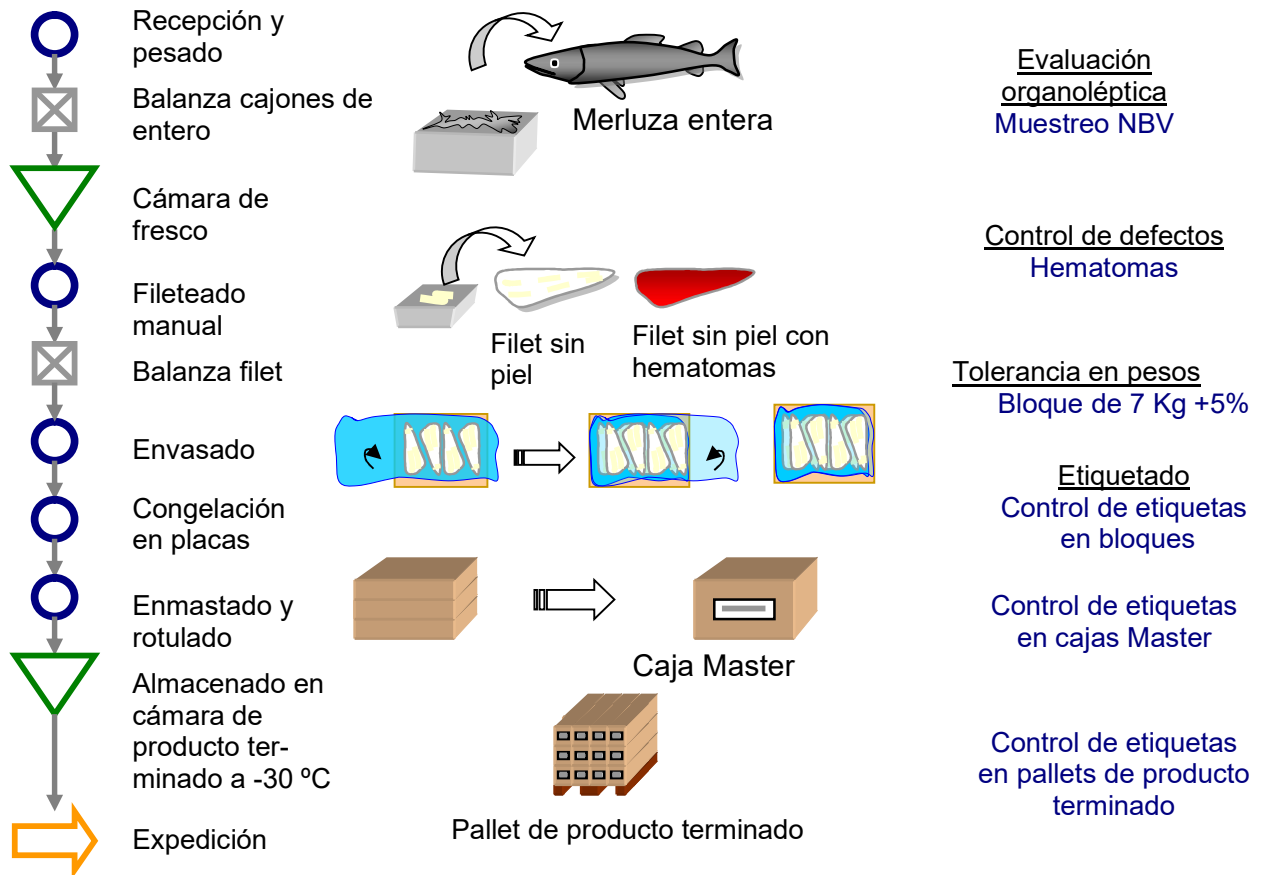 Recepción y
pesado
Balanza cajones de
entero
Merluza entera
Evaluación
organoléptica
Muestreo NBV
Cámara de
fresco
Control de defectos
Hematomas
Fileteado
manual
Filet sin
piel
Filet sin piel con
hematomas
Balanza filet
Tolerancia en pesos
Bloque de 7 Kg +5%
Envasado
Etiquetado
Control de etiquetas
en bloques
Congelación
en placas
Enmastado y
rotulado
Control de etiquetas
en cajas Master
Caja Master
Almacenado en
cámara de
producto ter-
minado a -30 ºC
Control de etiquetas
en pallets de producto
terminado
Pallet de producto terminado
Expedición